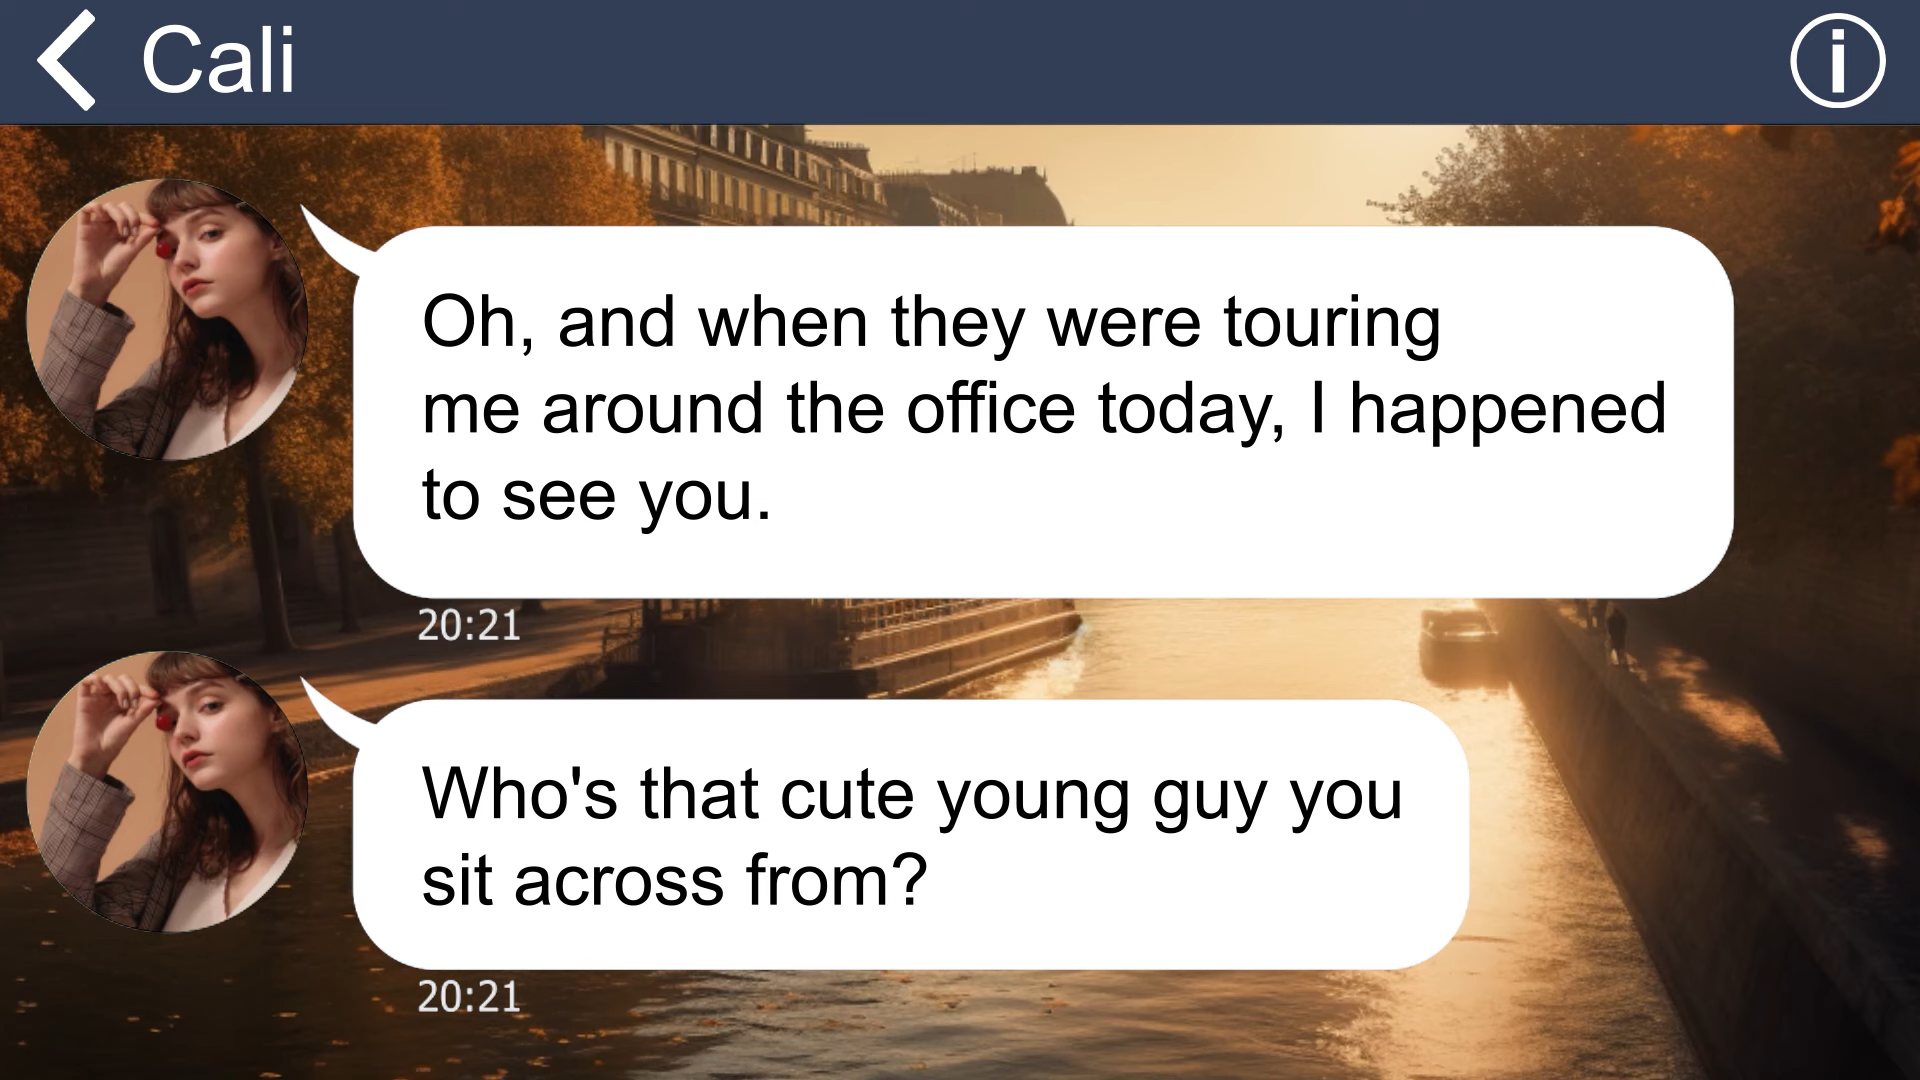 Cali
Oh, and when they were touring
me around the office today, I happened
to see you.
20:21
Who's that cute young guy you
sit across from?
20:21